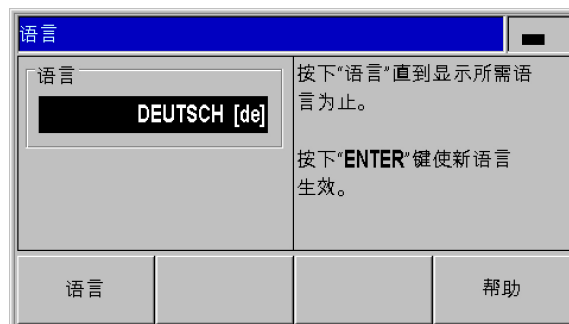 语言
语言
DEUTSCH [de]
按下“语言”直到显示所需语
言为止。
按下“ENTER”键使新语言
生效。
语言
帮助